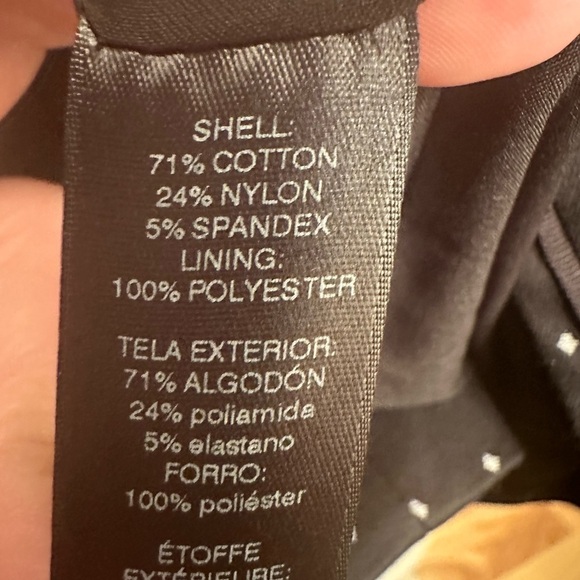 SHELL:
71% COTTON
24% NYLON
5% SPANDEX
LINING:
100% POLYESTER
TELA EXTERIOR:
71% ALGODÓN
24% poliamida
5% elastano
FORRO:
100% poliéster
ÉTOFFE
EXTÉRIEURE: